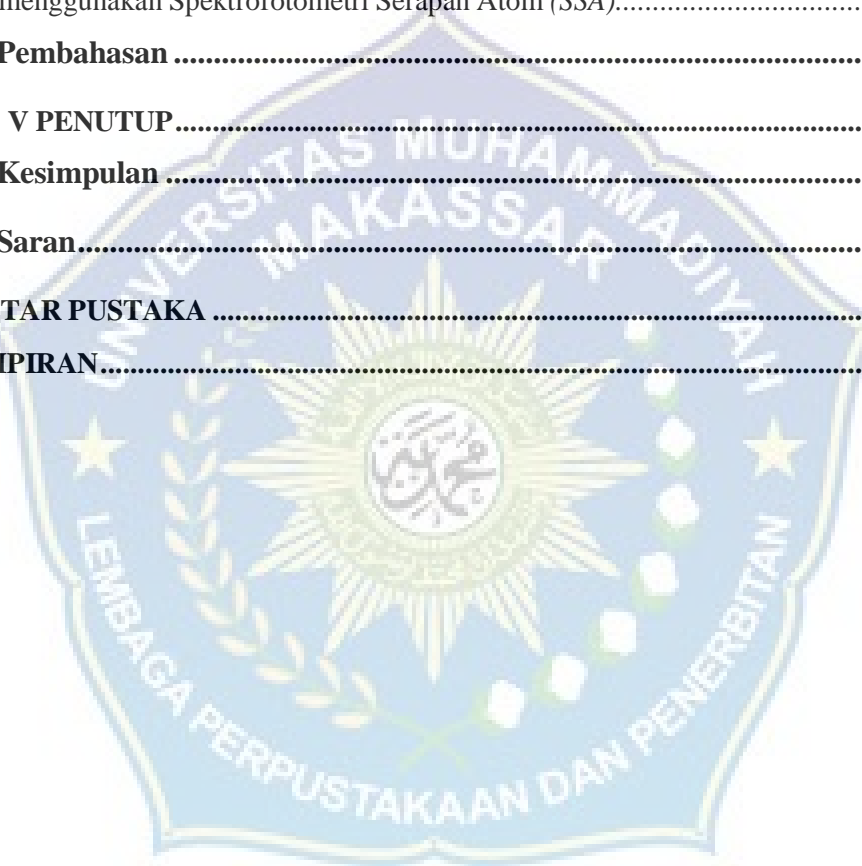 menggunakan Spektrofotometri Serapan Atom (SSA)
Pembahasan
V PENUTUP
Kesimpulan
Saran
TAR PUSTAKA
IPIRAN
UNIVERSITAS MUHAMMADIYAH
MAKASSAR
LEMBAGA PERPUSTAKAAN DAN PENERBITAN